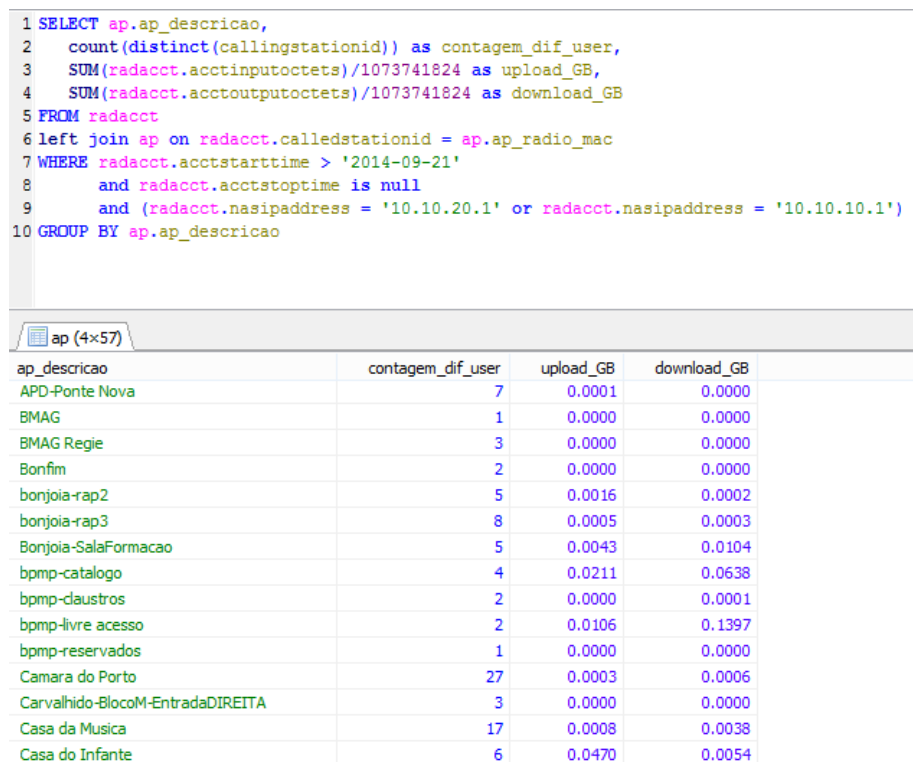 1 SELECT ap.ap_descricao,
2 count(distinct(callingstationid)) as contagem_dif_user,
3 SUM(radacct.acctinputoctets)/1073741824 as upload_GB,
4 SUM(radacct.acctoutputoctets)/1073741824 as download_GB
5 FROM radacct
6 left join ap on radacct.calledstationid = ap.ap_radio_mac
7 WHERE radacct.acctstarttime > '2014-09-21'
8 and radacct.acctstoptime is null
9 and (radacct.nasipaddress = '10.10.20.1' or radacct.nasipaddress = '10.10.10.1')
10 GROUP BY ap.ap_descricao
ap (4×57)
ap_descricao contagem_dif_user upload_GB download_GB
APD-Ponte Nova 7 0.0001 0.0000
BMAG 1 0.0000 0.0000
BMAG Regie 3 0.0000 0.0000
Bonfim 2 0.0000 0.0000
bonjoia-rap2 5 0.0016 0.0002
bonjoia-rap3 8 0.0005 0.0003
Bonjoia-SalaFormacao 5 0.0043 0.0104
bpmp-catalogo 4 0.0211 0.0638
bpmp-claustros 2 0.0000 0.0001
bpmp-livre acesso 2 0.0106 0.1397
bpmp-reservados 1 0.0000 0.0000
Camara do Porto 27 0.0003 0.0006
Carvalhido-BlocoM-EntradaDIREITA 3 0.0000 0.0000
Casa da Musica 17 0.0008 0.0038
Casa do Infante 6 0.0470 0.0054